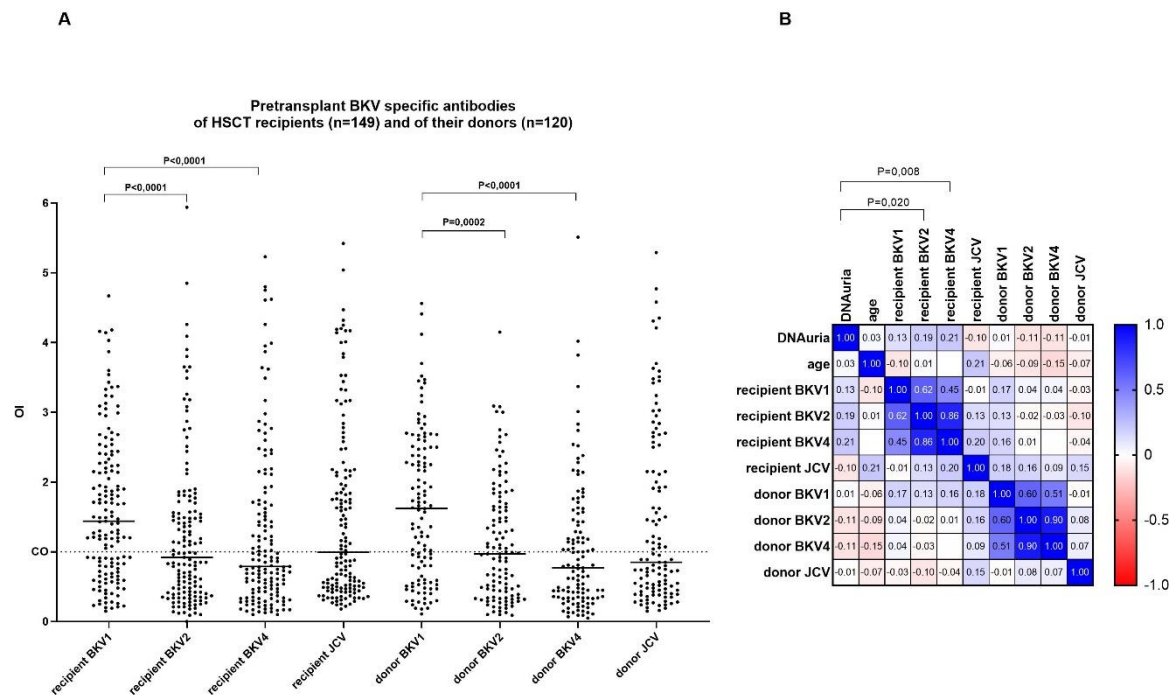 A
B
Pretransplant BKV specific antibodies
of HSCT recipients (n=149) and of their donors (n=120)
P<0,0001
P<0,0001
P<0,0001
P=0,0002
OI
6
5
4
3
2
CO
1
0
recipient BKV1
recipient BKV2
recipient BKV4
recipient JCV
donor BKV1
donor BKV2
donor BKV4
donor JCV
P=0,008
P=0,020
DNAuria
age
recipient BKV1
recipient BKV2
recipient BKV4
recipient JCV
donor BKV1
donor BKV2
donor BKV4
donor JCV
DNAuria 1.00 0.03 0.13 0.19 0.21 -0.10 0.01 -0.11 -0.11 -0.01
age 0.03 1.00 -0.10 0.01 0.21 -0.06 -0.09 -0.15 -0.07
recipient BKV1 0.13 -0.10 1.00 0.62 0.45 -0.01 0.17 0.04 0.04 -0.03
recipient BKV2 0.19 0.01 0.62 1.00 0.86 0.13 0.13 -0.02 -0.03 -0.10
recipient BKV4 0.21 0.45 0.86 1.00 0.20 0.16 0.01 -0.04
recipient JCV -0.10 0.21 -0.01 0.13 0.20 1.00 0.18 0.16 0.09 0.15
donor BKV1 0.01 -0.06 0.17 0.13 0.16 0.18 1.00 0.60 0.51 -0.01
donor BKV2 -0.11 -0.09 0.04 -0.02 0.01 0.16 0.60 1.00 0.90 0.08
donor BKV4 -0.11 -0.15 0.04 -0.03 0.09 0.51 0.90 1.00 0.07
donor JCV -0.01 -0.07 -0.03 -0.10 -0.04 0.15 -0.01 0.08 0.07 1.00
1.0
0.5
0
-0.5
-1.0